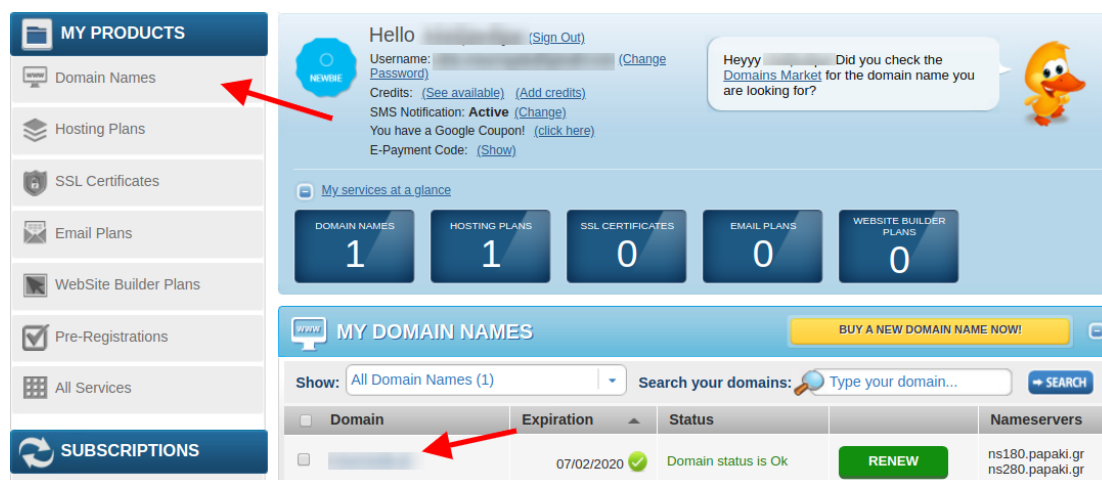 MY PRODUCTS
www
Domain Names
Hosting Plans
SSL Certificates
Email Plans
WebSite Builder Plans
Pre-Registrations
All Services
SUBSCRIPTIONS
NEWBIE
Hello (Sign Out)
Username: (Change
Password)
Credits: (See available) (Add credits)
SMS Notification: Active (Change)
You have a Google Coupon! (click here)
E-Payment Code: (Show)
Heyyy Did you check the
Domains Market for the domain name you
are looking for?
My services at a glance
DOMAIN NAMES
1
HOSTING PLANS
1
SSL CERTIFICATES
0
EMAIL PLANS
0
WEBSITE BUILDER
PLANS
0
www
MY DOMAIN NAMES
BUY A NEW DOMAIN NAME NOW!
Show: All Domain Names (1) Search your domains: Type your domain... SEARCH
Domain Expiration Status Nameservers
07/02/2020 Domain status is Ok RENEW ns180.papaki.gr
ns280.papaki.gr